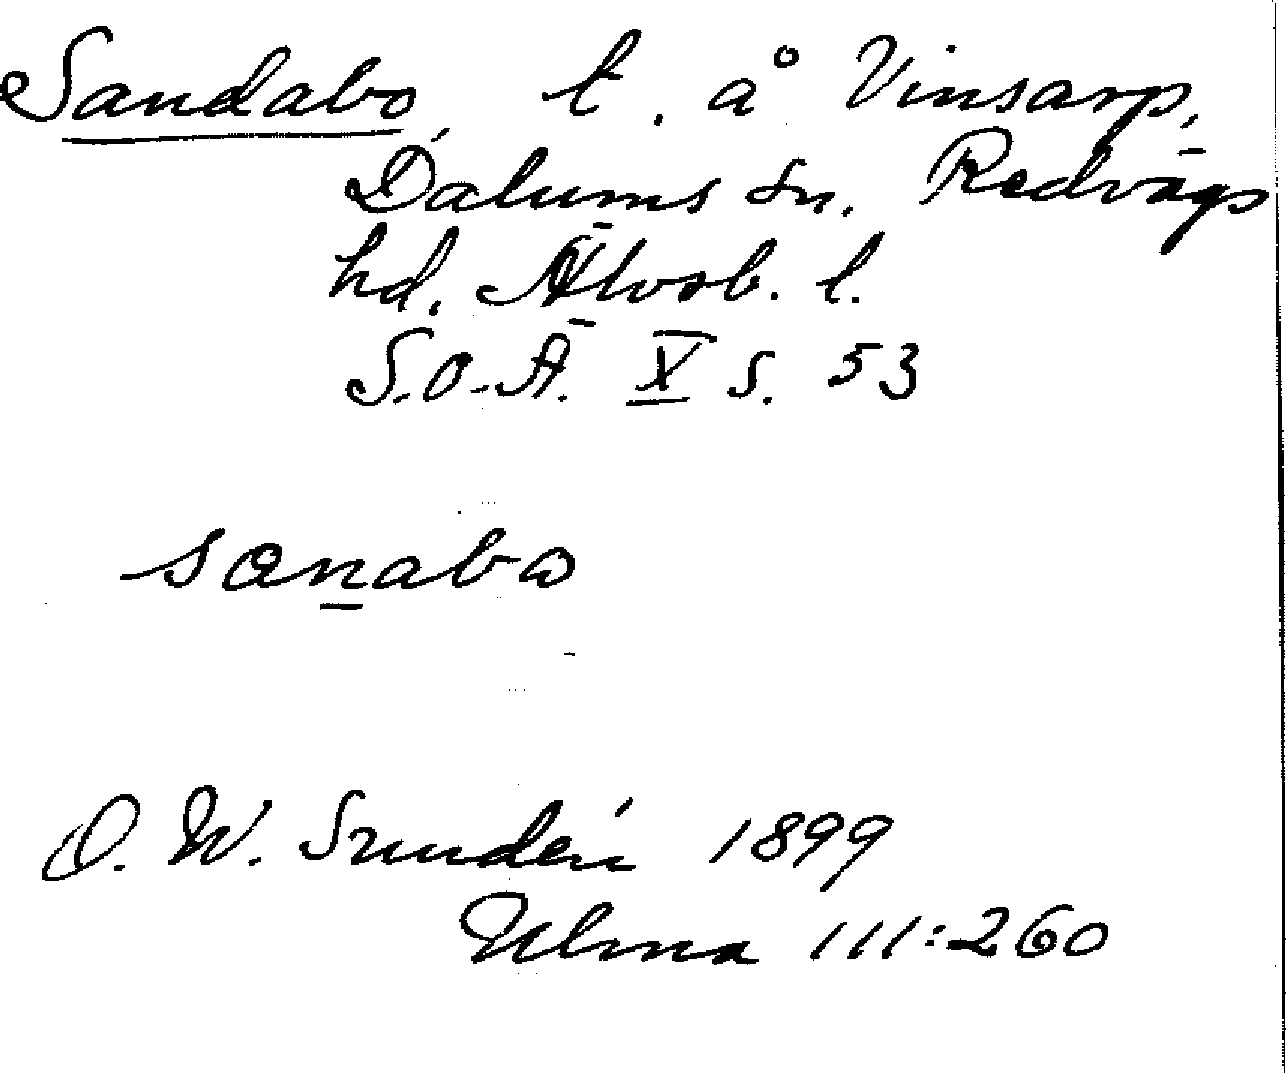 Sandabo, t. å Vinsarp,
Dalums sn. Redvägs
hd. Älvsb. l.
S.O.Ä. X s. 53
sanabo
D. W. Sundén 1899
Ulma 111:260